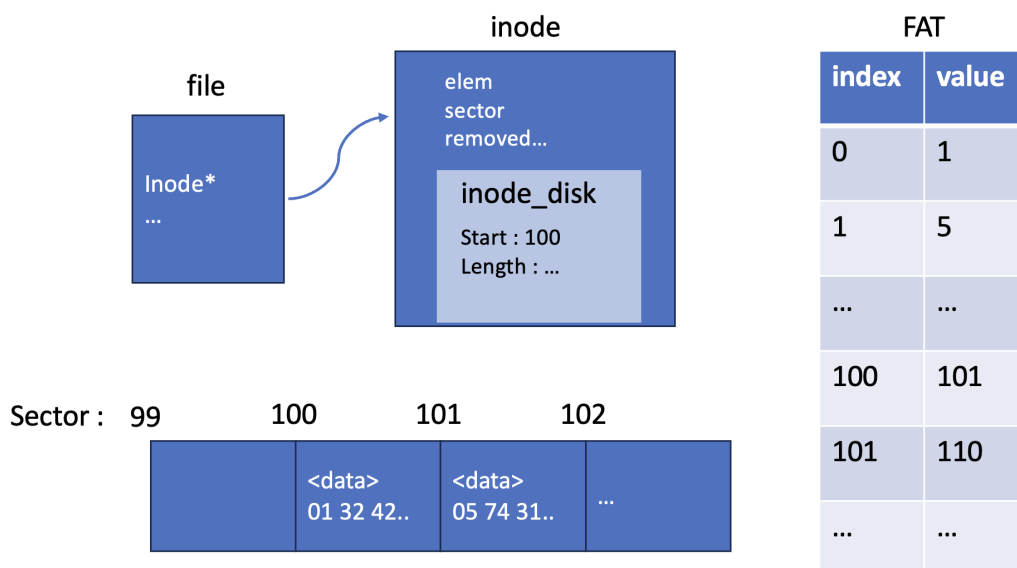 file
Inode*
...
inode
elem
sector
removed...
inode_disk
Start : 100
Length : ...
FAT
index value
0 1
1 5
... ...
100 101
101 110
... ...
Sector : 99 100 101 102
<data> <data>
01 32 42.. 05 74 31.. ...